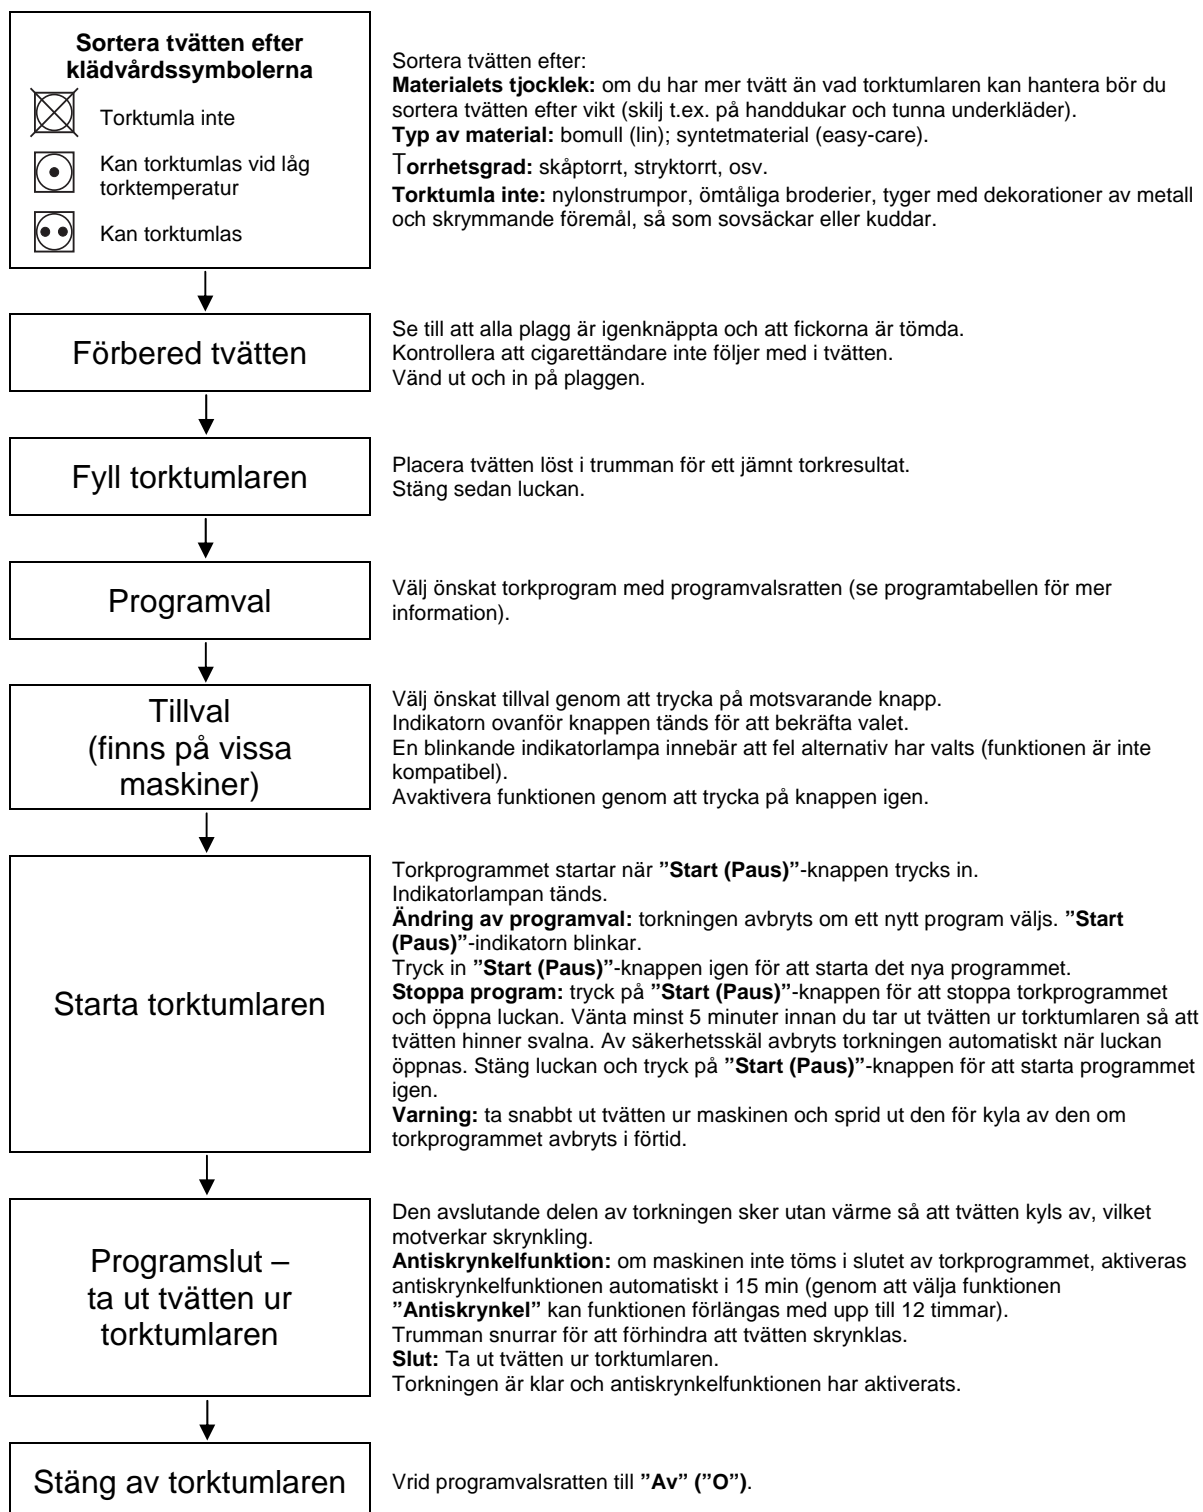 Sortera tvätten efter
klädvårdssymbolerna
Torktumla inte
Kan torktumlas vid låg
torktemperatur
Kan torktumlas
Sortera tvätten efter:
Materialets tjocklek: om du har mer tvätt än vad torktumlaren kan hantera bör du
sortera tvätten efter vikt (skilj t.ex. på handdukar och tunna underkläder).
Typ av material: bomull (lin); syntetmaterial (easy-care).
Torrhetsgrad: skåptorrt, stryktorrt, osv.
Torktumla inte: nylonstrumpor, ömtåliga broderier, tyger med dekorationer av metall
och skrymmande föremål, så som sovsäckar eller kuddar.
Förbered tvätten
Se till att alla plagg är igenknäppta och att fickorna är tömda.
Kontrollera att cigarettändare inte följer med i tvätten.
Vänd ut och in på plaggen.
Fyll torktumlaren
Placera tvätten löst i trumman för ett jämnt torkresultat.
Stäng sedan luckan.
Programval
Välj önskat torkprogram med programvalsratten (se programtabellen för mer
information).
Tillval
(finns på vissa
maskiner)
Välj önskat tillval genom att trycka på motsvarande knapp.
Indikatorn ovanför knappen tänds för att bekräfta valet.
En blinkande indikatorlampa innebär att fel alternativ har valts (funktionen är inte
kompatibel).
Avaktivera funktionen genom att trycka på knappen igen.
Starta torktumlaren
Torkprogrammet startar när ”Start (Paus)”-knappen trycks in.
Indikatorlampan tänds.
Ändring av programval: torkningen avbryts om ett nytt program väljs. ”Start
(Paus)”-indikatorn blinkar.
Tryck in ”Start (Paus)”-knappen igen för att starta det nya programmet.
Stoppa program: tryck på ”Start (Paus)”-knappen för att stoppa torkprogrammet
och öppna luckan. Vänta minst 5 minuter innan du tar ut tvätten ur torktumlaren så att
tvätten hinner svalna. Av säkerhetsskäl avbryts torkningen automatiskt när luckan
öppnas. Stäng luckan och tryck på ”Start (Paus)”-knappen för att starta programmet
igen.
Varning: ta snabbt ut tvätten ur maskinen och sprid ut den för kyla av den om
torkprogrammet avbryts i förtid.
Programslut –
ta ut tvätten ur
torktumlaren
Den avslutande delen av torkningen sker utan värme så att tvätten kyls av, vilket
motverkar skrynkling.
Antiskrynkelfunktion: om maskinen inte töms i slutet av torkprogrammet, aktiveras
antiskrynkelfunktionen automatiskt i 15 min (genom att välja funktionen
”Antiskrynkel” kan funktionen förlängas med upp till 12 timmar).
Trumman snurrar för att förhindra att tvätten skrynklas.
Slut: Ta ut tvätten ur torktumlaren.
Torkningen är klar och antiskrynkelfunktionen har aktiverats.
Stäng av torktumlaren
Vrid programvalsratten till ”Av” (”O”).